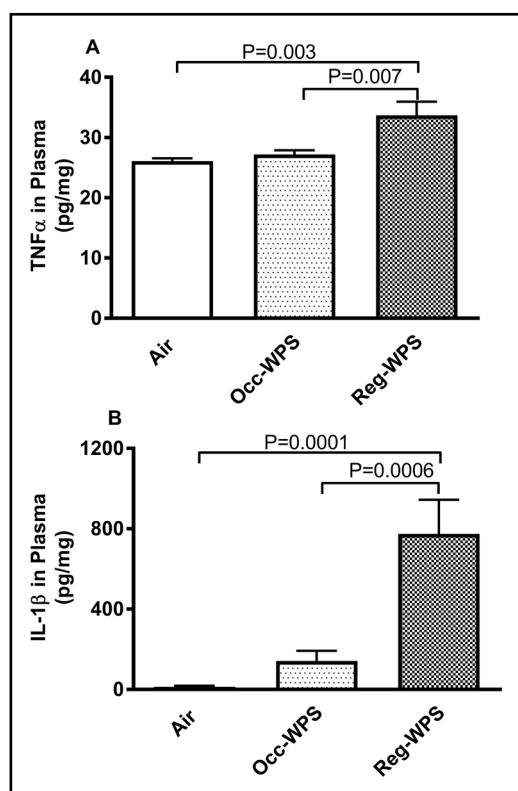 A
P=0.003
P=0.007
TNFα in Plasma
(pg/mg)
40
30
20
10
0
Air
Occ-WPS
Reg-WPS
B
P=0.0001
P=0.0006
IL-1β in Plasma
(pg/mg)
1200
800
400
0
Air
Occ-WPS
Reg-WPS